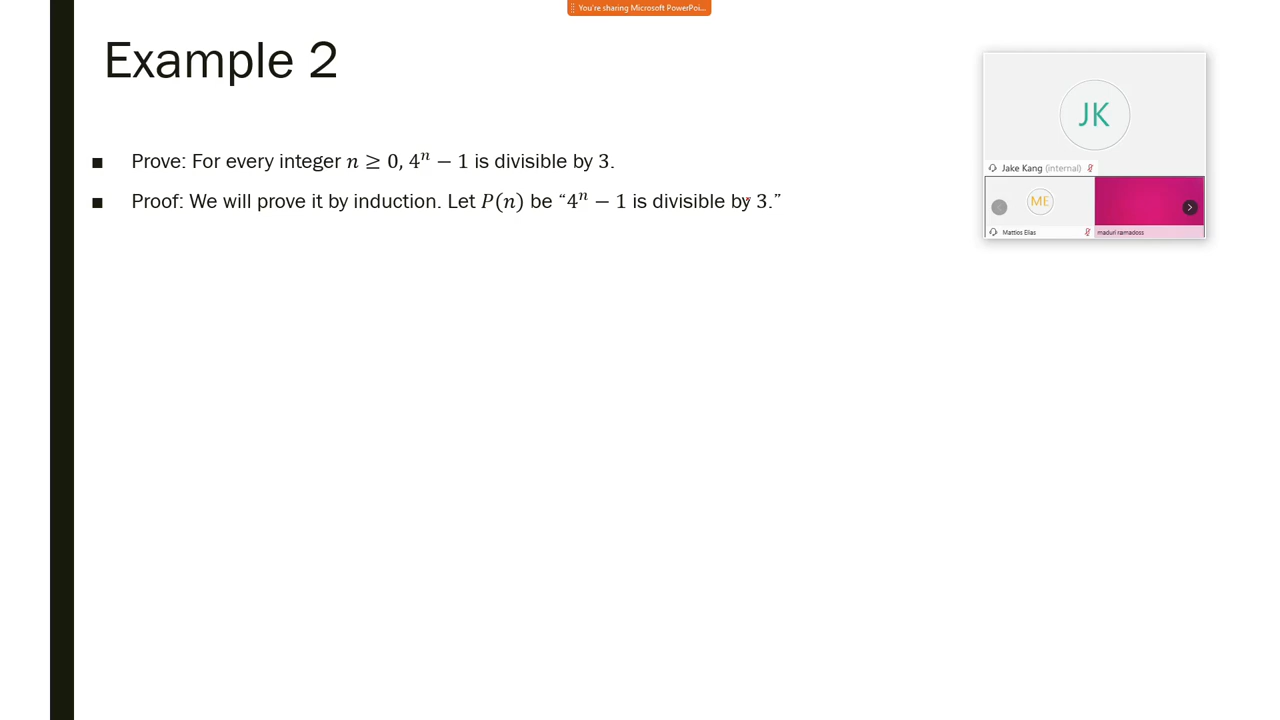 You're sharing Microsoft PowerPoi...
Example 2
JK
■ Prove: For every integer n ≥ 0, 4ⁿ − 1 is divisible by 3.
Jake Kang (internal)
■ Proof: We will prove it by induction. Let P(n) be “4ⁿ − 1 is divisible by 3.”
ME
Mattios Elias
maduri ramadoss